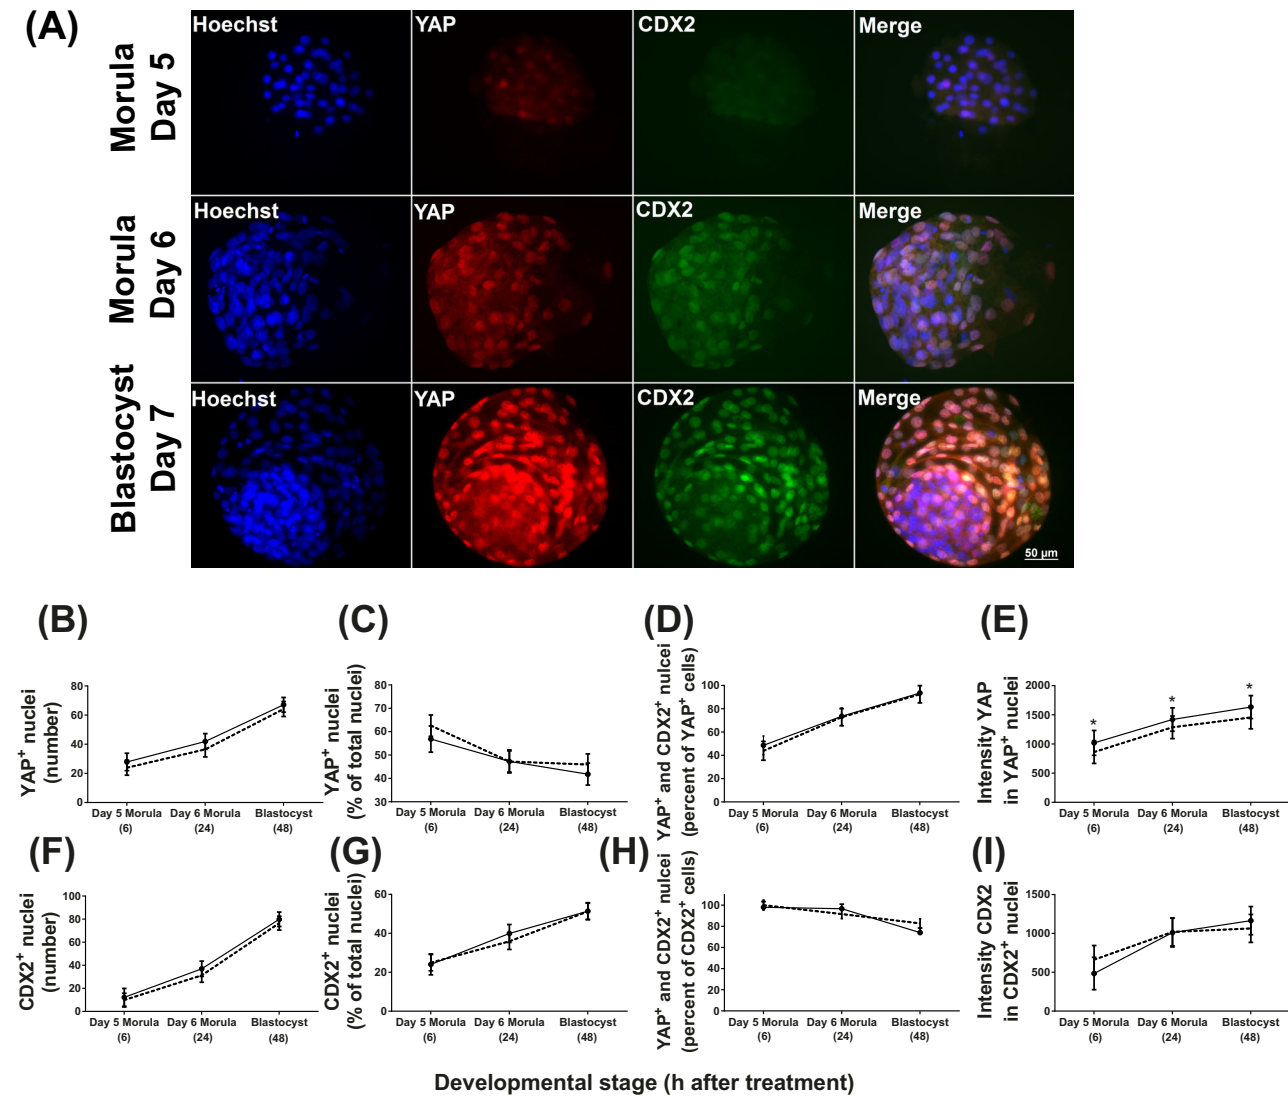 (A)
Morula
Day 5
Hoechst
YAP
CDX2
Merge
Morula
Day 6
Hoechst
YAP
CDX2
Merge
Blastocyst
Day 7
Hoechst
YAP
CDX2
Merge
50 µm
(B)
YAP+ nuclei
(number)
80
60
40
20
0
Day 5 Morula
(6)
Day 6 Morula
(24)
Blastocyst
(48)
(C)
YAP+ nuclei
(% of total nuclei)
80
70
60
50
40
30
Day 5 Morula
(6)
Day 6 Morula
(24)
Blastocyst
(48)
(D)
YAP+ and CDX2+ nulcei
(percent of YAP+ cells)
100
80
60
40
20
0
Day 5 Morula
(6)
Day 6 Morula
(24)
Blastocyst
(48)
(E)
Intensity YAP
in YAP+ nuclei
2000
1500
1000
500
0
*
*
*
Day 5 Morula
(6)
Day 6 Morula
(24)
Blastocyst
(48)
(F)
CDX2+ nuclei
(number)
100
80
60
40
20
0
Day 5 Morula
(6)
Day 6 Morula
(24)
Blastocyst
(48)
(G)
CDX2+ nuclei
(% of total nuclei)
60
40
20
0
Day 5 Morula
(6)
Day 6 Morula
(24)
Blastocyst
(48)
(H)
YAP+ and CDX2+ nulcei
(percent of CDX2+ cells)
100
80
60
40
20
0
Day 5 Morula
(6)
Day 6 Morula
(24)
Blastocyst
(48)
(I)
Intensity CDX2
in CDX2+ nuclei
1500
1000
500
0
Day 5 Morula
(6)
Day 6 Morula
(24)
Blastocyst
(48)
Developmental stage (h after treatment)